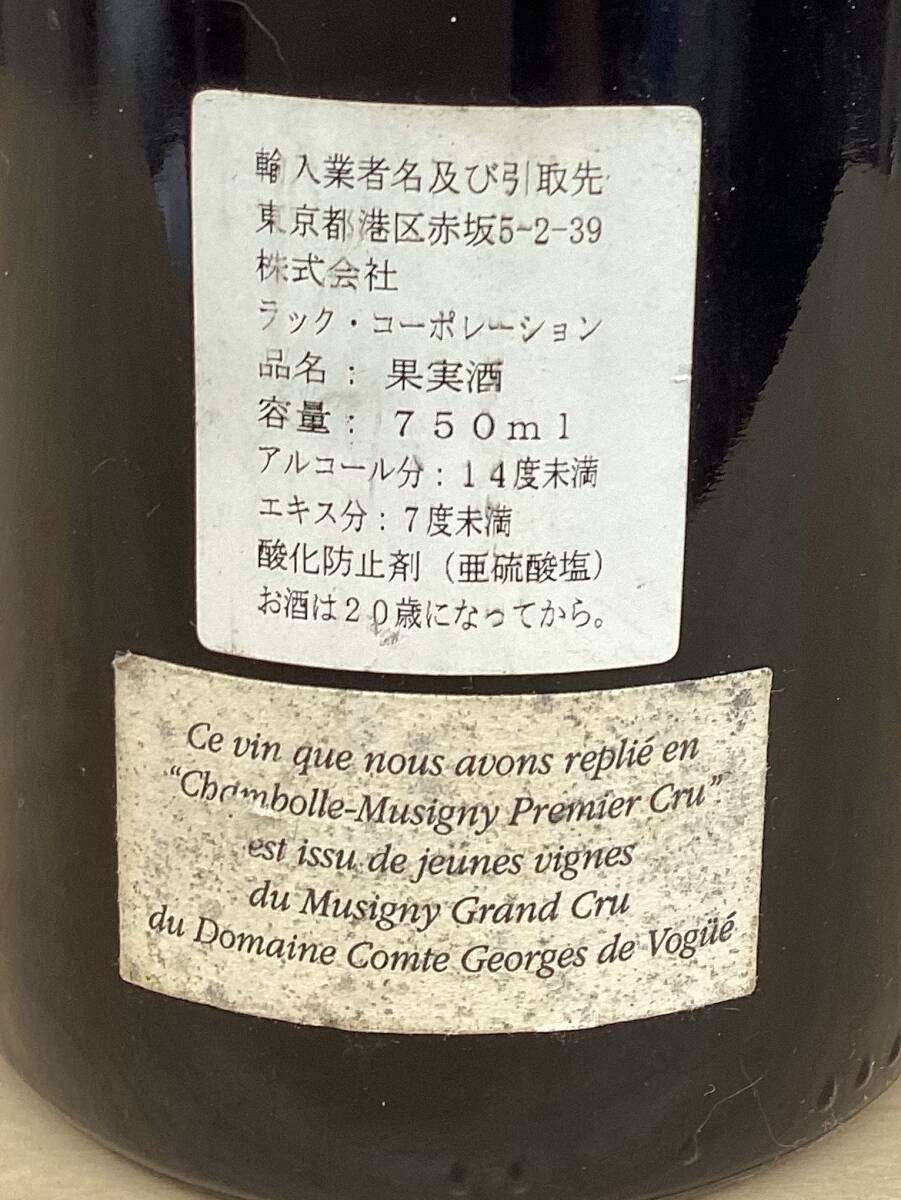 輸入業者名及び引取先
東京都港区赤坂5-2-39
株式会社
ラック・コーポレーション
品名：果実酒
容量：７５０ｍｌ
アルコール分：１４度未満
エキス分：７度未満
酸化防止剤（亜硫酸塩）
お酒は２０歳になってから。
Ce vin que nous avons replié en
“Chambolle-Musigny Premier Cru”
est issu de jeunes vignes
du Musigny Grand Cru
du Domaine Comte Georges de Vogüé